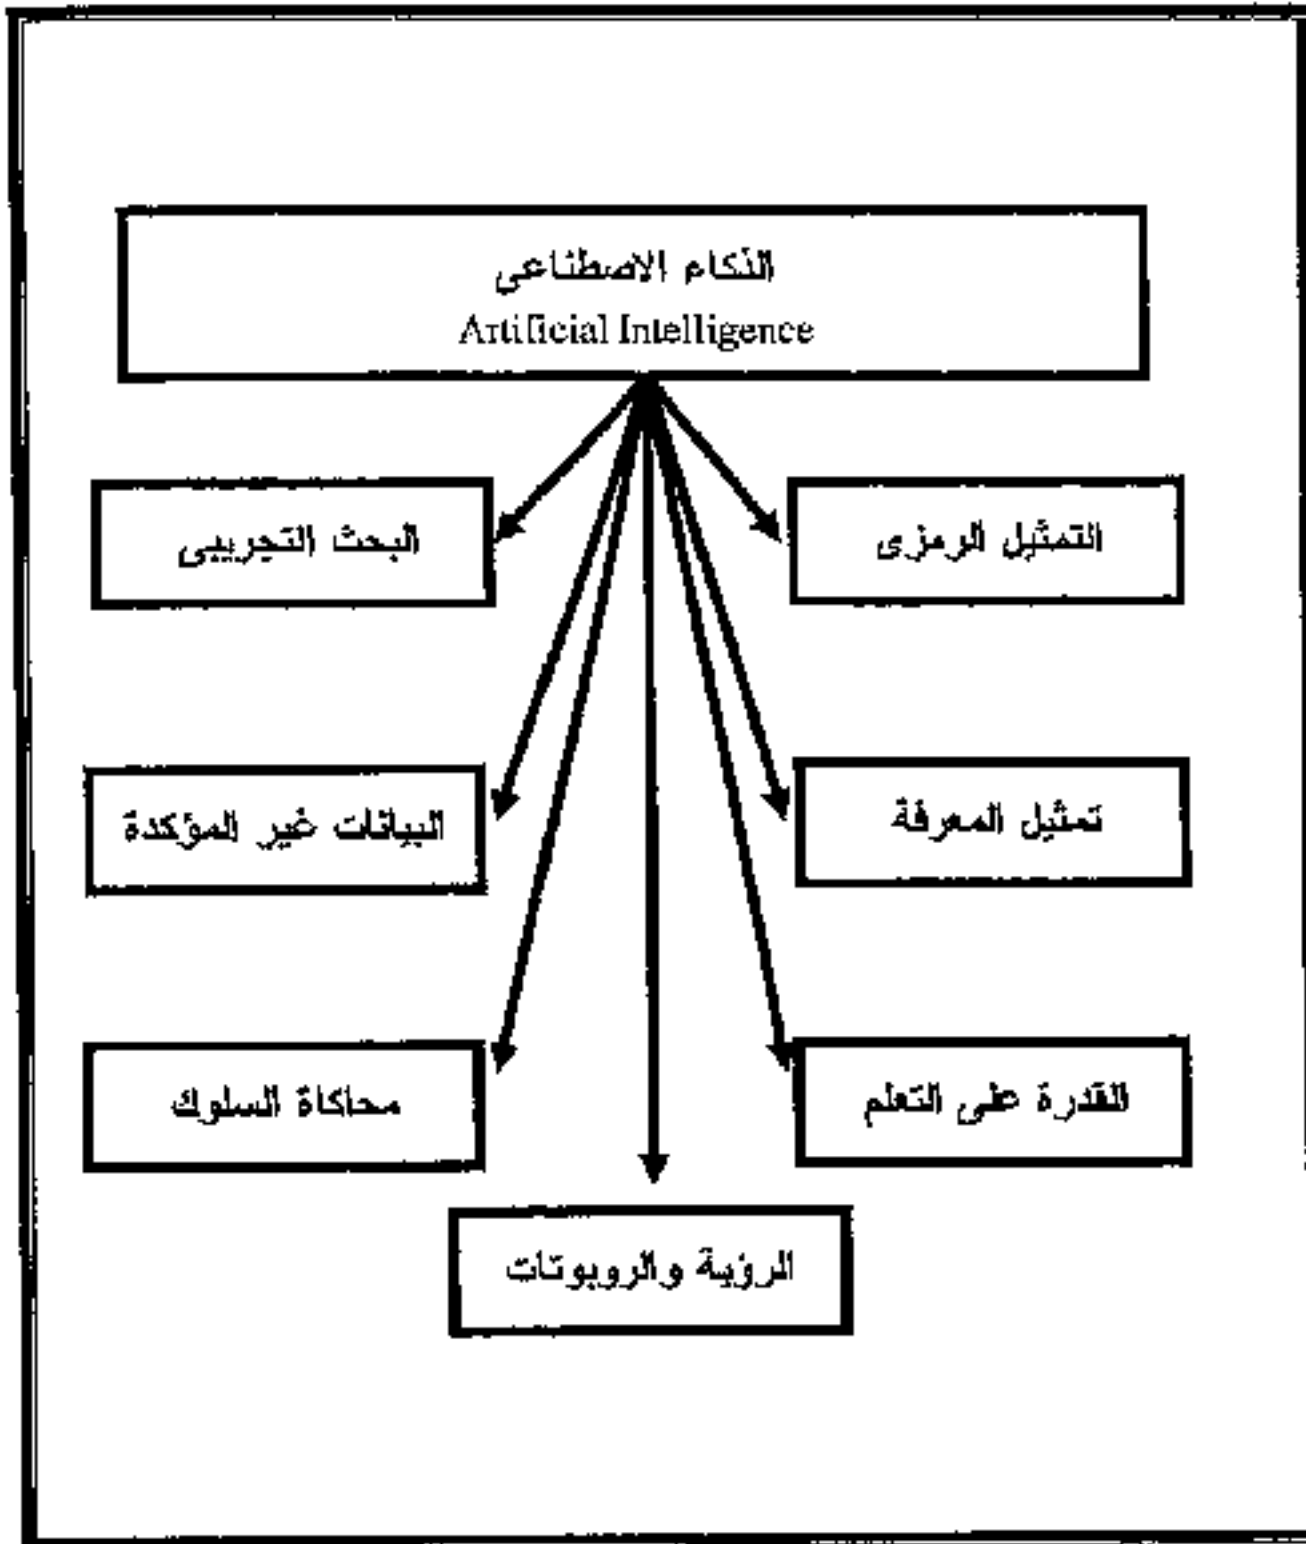 الذكام الاصطناعى
Artificial Intelligence
التمثيل الرمزى
البحث التجريبى
تمثيل المعرفة
البيانات غير المؤكدة
القدرة على التعلم
محاكاة السلوك
الرؤية والروبوتات